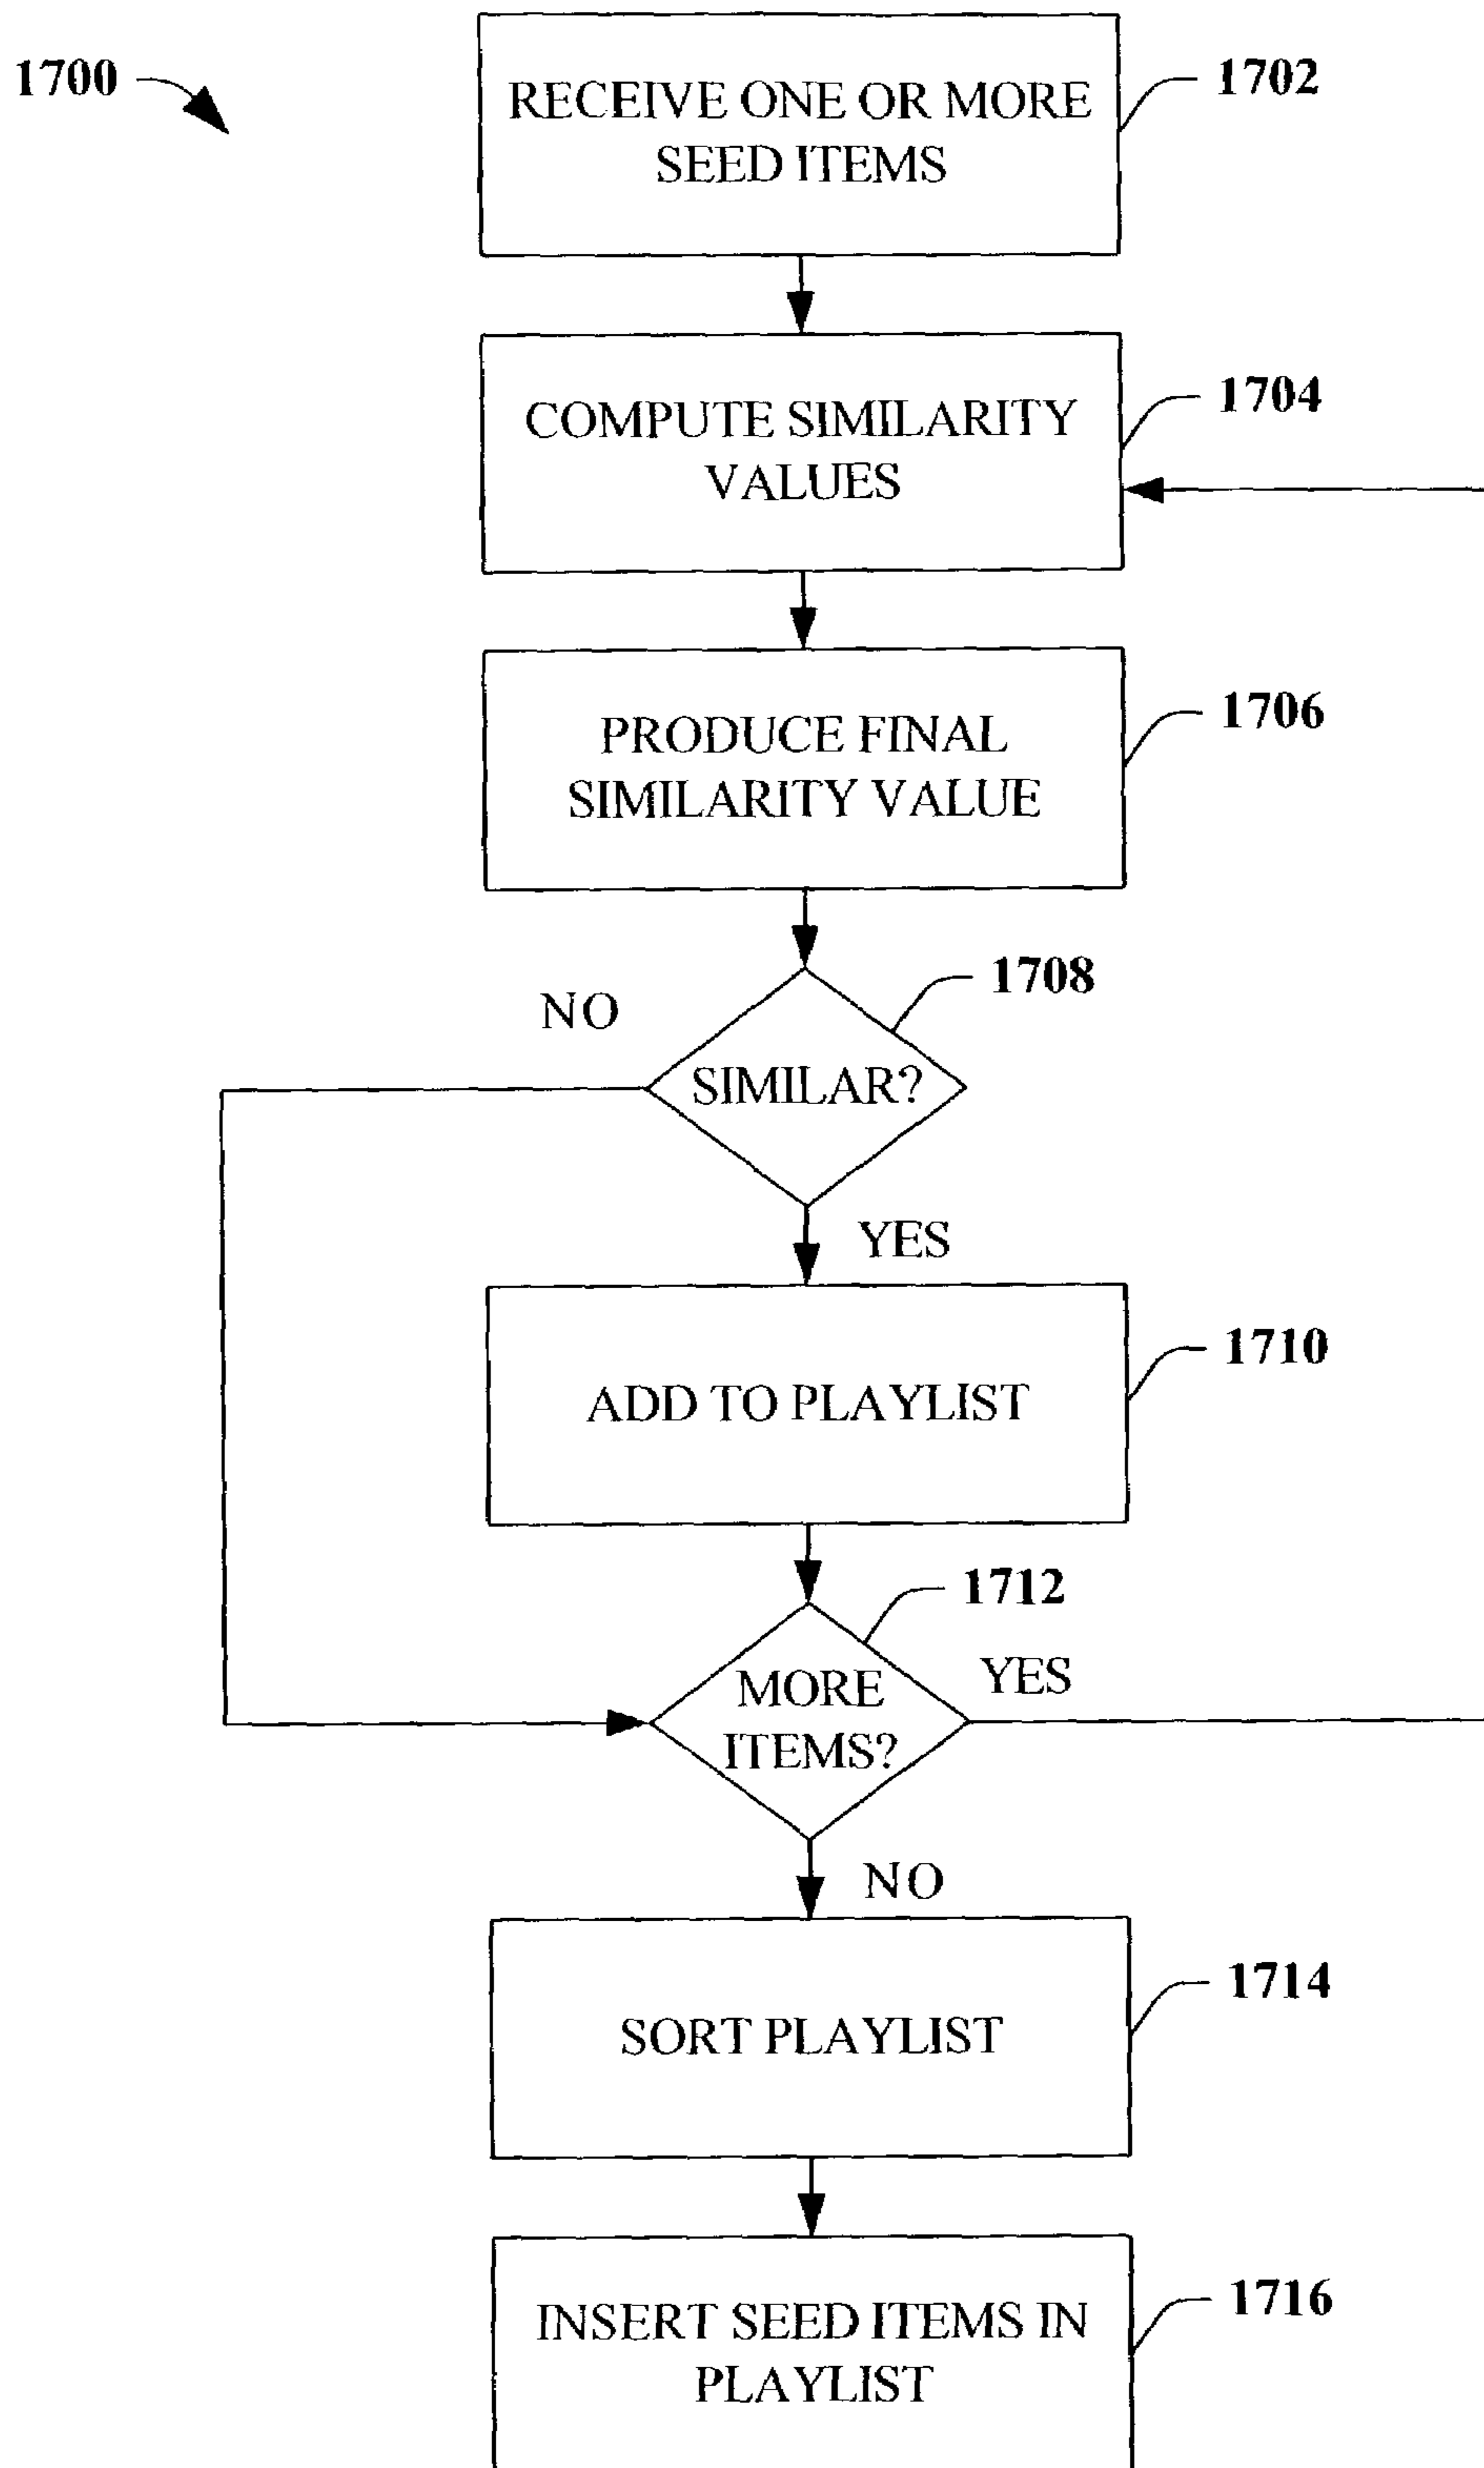 1700
RECEIVE ONE OR MORE
SEED ITEMS
1702
COMPUTE SIMILARITY
VALUES
1704
PRODUCE FINAL
SIMILARITY VALUE
1706
NO
SIMILAR?
1708
YES
ADD TO PLAYLIST
1710
MORE
ITEMS?
1712
YES
NO
SORT PLAYLIST
1714
INSERT SEED ITEMS IN
PLAYLIST
1716